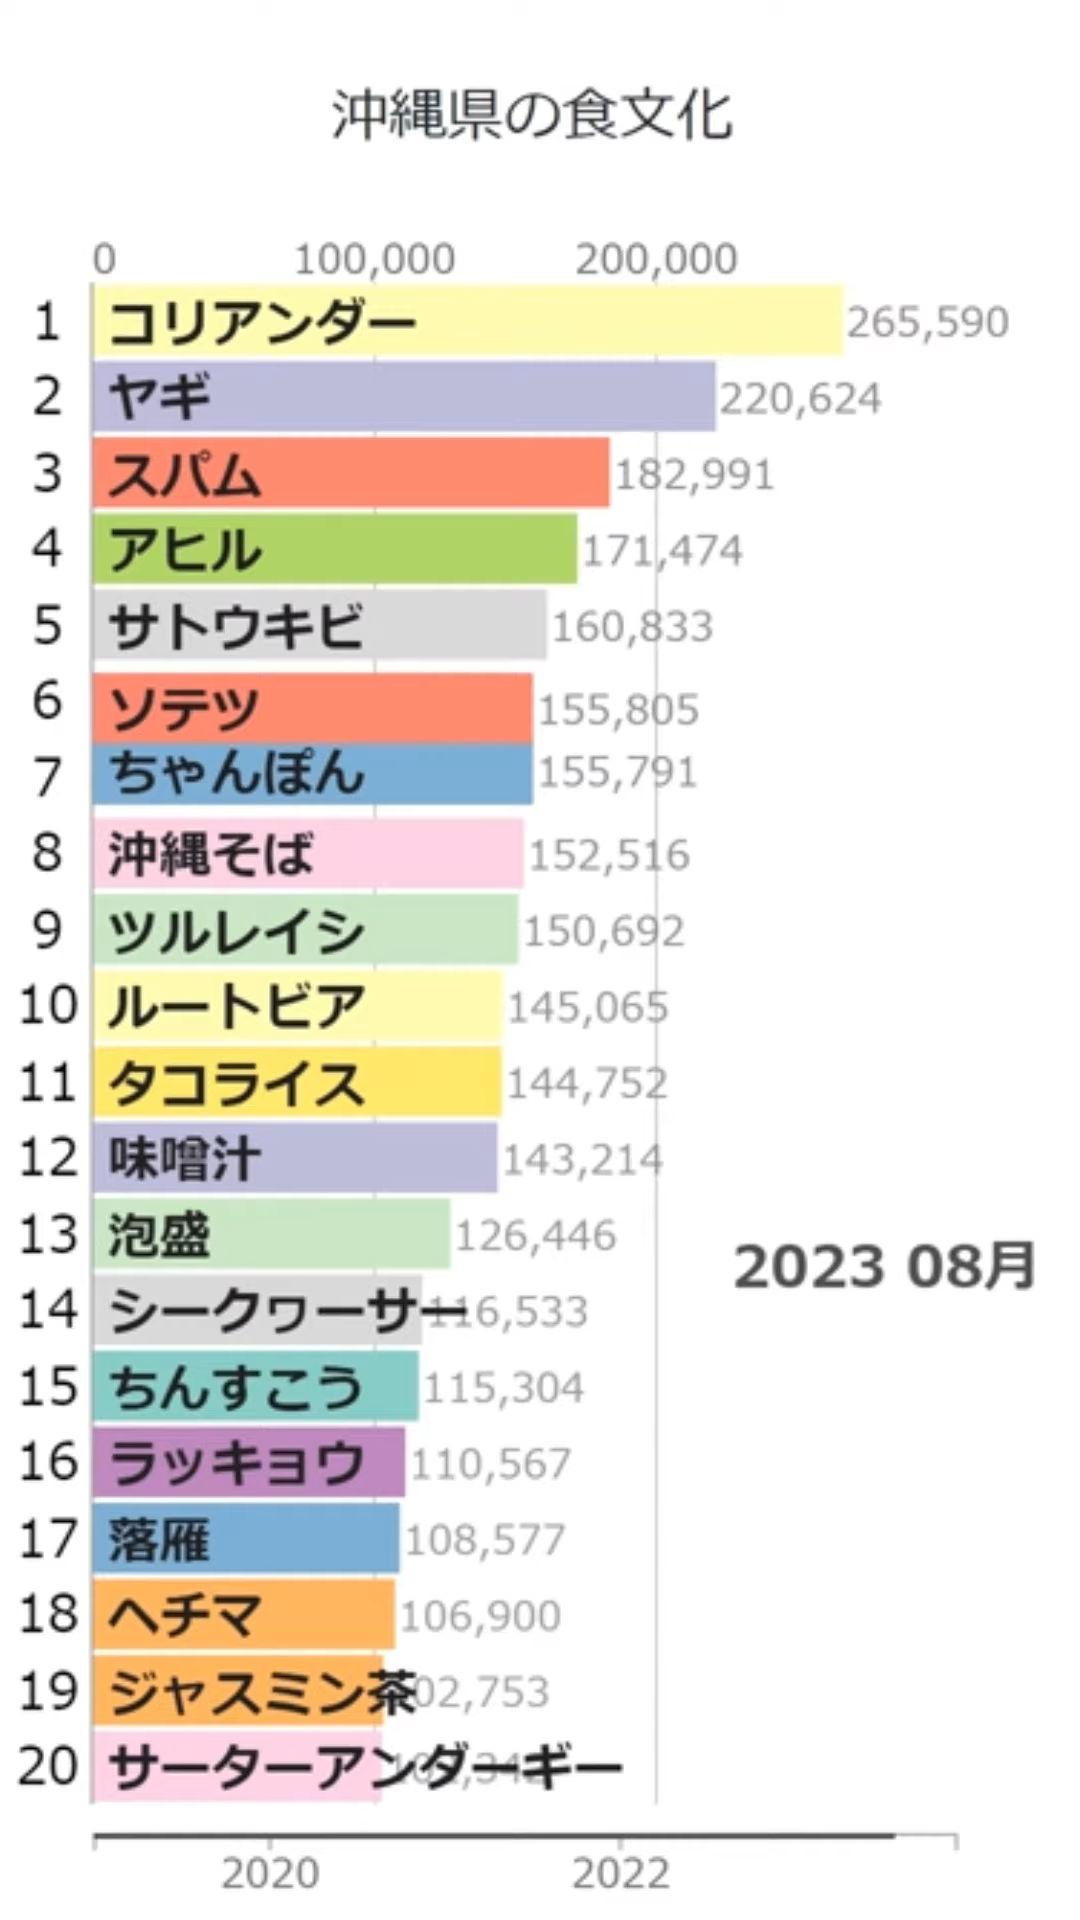 沖縄県の食文化
0 100,000 200,000
1 コリアンダー 265,590
2 ヤギ 220,624
3 スパム 182,991
4 アヒル 171,474
5 サトウキビ 160,833
6 ソテツ 155,805
7 ちゃんぽん 155,791
8 沖縄そば 152,516
9 ツルレイシ 150,692
10 ルートビア 145,065
11 タコライス 144,752
12 味噌汁 143,214
13 泡盛 126,446
2023 08月
14 シークヮーサー 116,533
15 ちんすこう 115,304
16 ラッキョウ 110,567
17 落雁 108,577
18 ヘチマ 106,900
19 ジャスミン茶 02,753
20 サーターアンダーギー
2020 2022